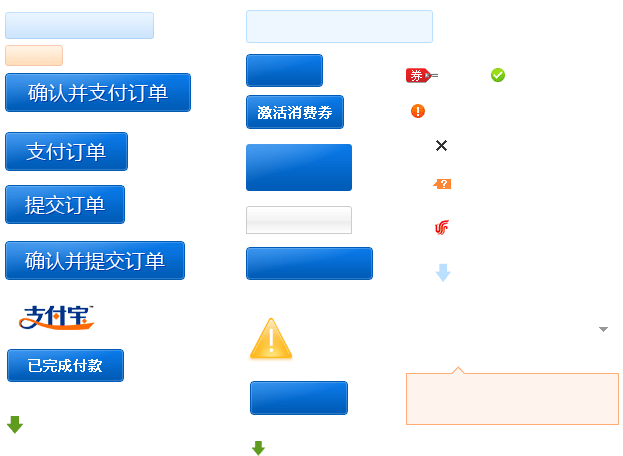 确认并支付订单
支付订单
提交订单
确认并提交订单
支付宝
已完成付款
激活消费券
券